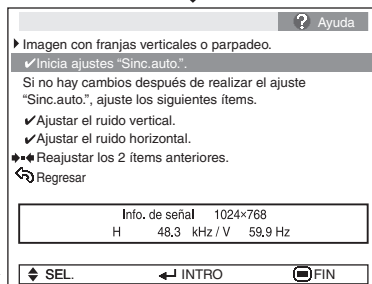 ? Ayuda
Imagen con franjas verticales o parpadeo.
✔Inicia ajustes “Sinc.auto.”.
Si no hay cambios después de realizar el ajuste
“Sinc.auto.”, ajuste los siguientes ítems.
✔Ajustar el ruido vertical.
✔Ajustar el ruido horizontal.
Reajustar los 2 ítems anteriores.
Regresar
Info. de señal 1024×768
H 48.3 kHz / V 59.9 Hz
SEL. INTRO FIN